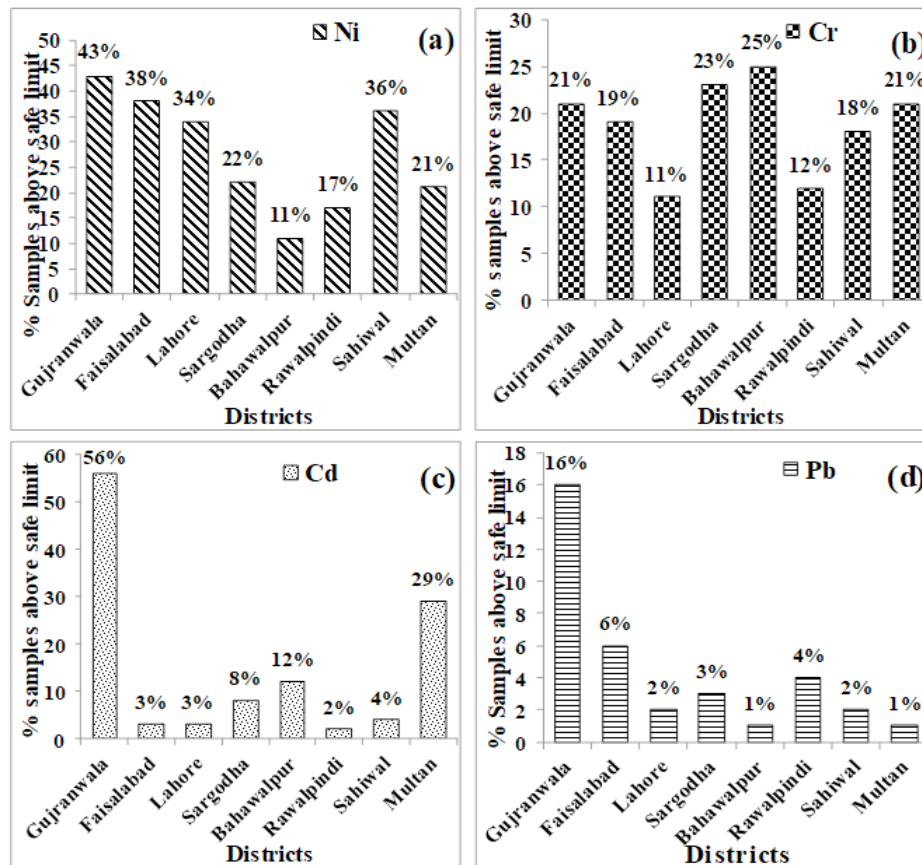 Ni
(a)
% Samples above safe limit
50
45
40
35
30
25
20
15
10
5
0
43%
38%
34%
22%
11%
17%
36%
21%
Gujranwala
Faisalabad
Lahore
Sargodha
Bahawalpur
Rawalpindi
Sahiwal
Multan
Districts
Cr
(b)
% samples above safe limit
30
25
20
15
10
5
0
21%
19%
11%
23%
25%
12%
18%
21%
Gujranwala
Faisalabad
Lahore
Sargodha
Bahawalpur
Rawalpindi
Sahiwal
Multan
Districts
Cd
(c)
% samples above safe limit
60
50
40
30
20
10
0
56%
3%
3%
8%
12%
2%
4%
29%
Gujranwala
Faisalabad
Lahore
Sargodha
Bahawalpur
Rawalpindi
Sahiwal
Multan
Districts
Pb
(d)
% Samples above safe limit
18
16
14
12
10
8
6
4
2
0
16%
6%
2%
3%
1%
4%
2%
1%
Gujranwala
Faisalabad
Lahore
Sargodha
Bahawalpur
Rawalpindi
Sahiwal
Multan
Districts